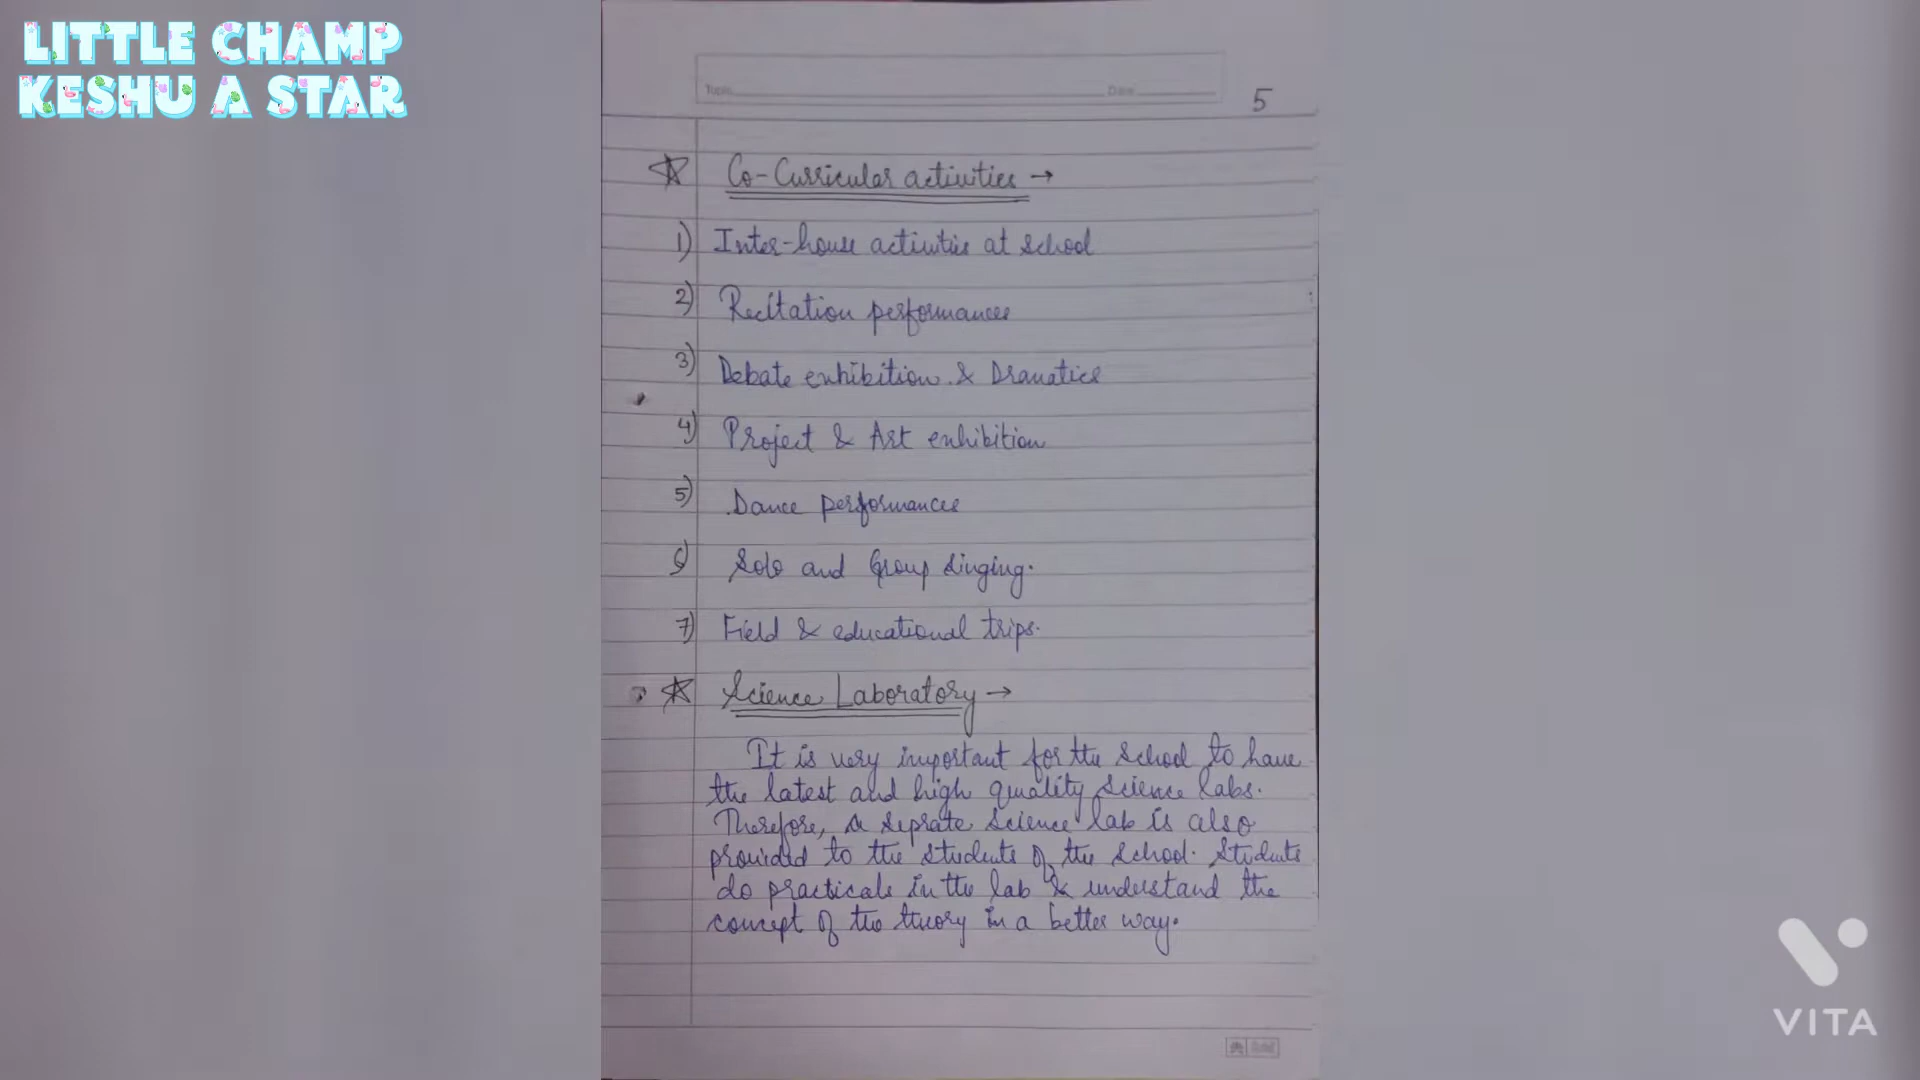 LITTLE CHAMP
KESHU A STAR
Topic
Date
5
Co-Curricular activities →
1) Inter-house activities at school
2) Recitation performances
3) Debate exhibition & Dramatics
4) Project & Art exhibition
5) Dance performances
6) Solo and Group singing.
7) Field & educational trips.
Science Laboratory →
It is very important for the school to have
the latest and high quality science labs.
Therefore, a seprate science lab is also
provided to the students of the school. Students
do practicals in the lab & understand the
concept of the theory in a better way.
VITA